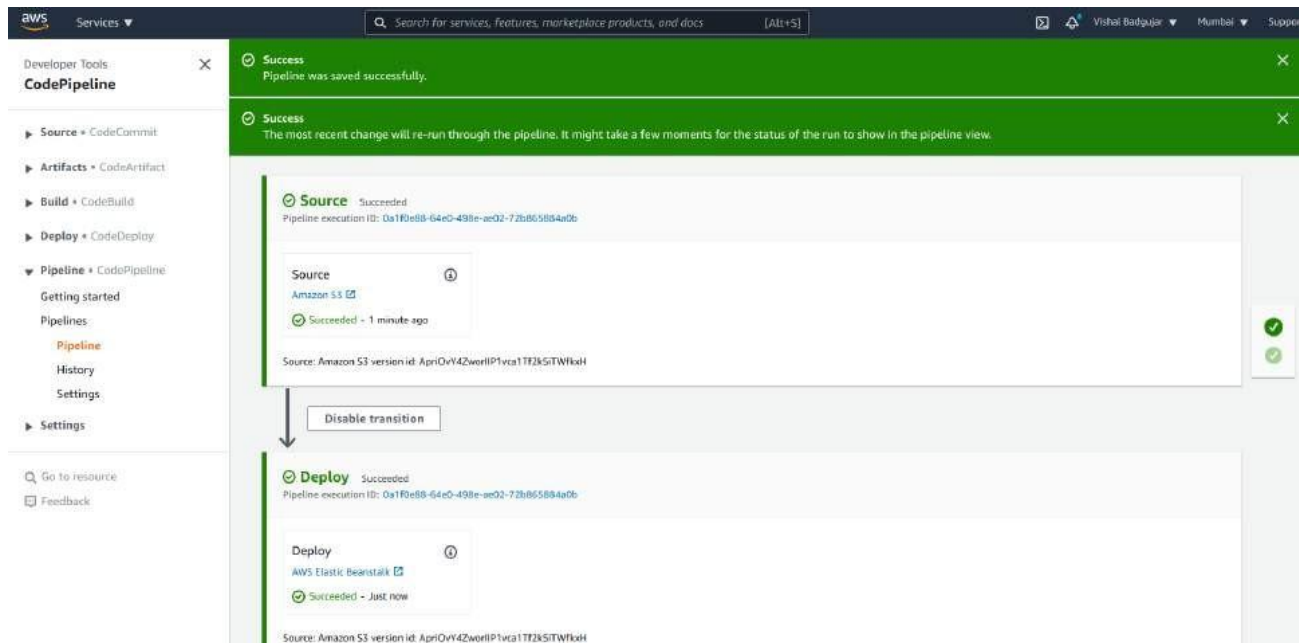 aws
Services ▼
Search for services, features, marketplace products, and docs [Alt+S]
Vishal Badgujar ▼
Mumbai ▼
Suppo
Developer Tools
CodePipeline
Source • CodeCommit
Artifacts • CodeArtifact
Build • CodeBuild
Deploy • CodeDeploy
Pipeline • CodePipeline
Getting started
Pipelines
Pipeline
History
Settings
Settings
Go to resource
Feedback
Success
Pipeline was saved successfully.
Success
The most recent change will re-run through the pipeline. It might take a few moments for the status of the run to show in the pipeline view.
Source Succeeded
Pipeline execution ID: 0a1f0e88-64e0-498e-ae02-72b865884a0b
Source
Amazon S3
Succeeded - 1 minute ago
Source: Amazon S3 version id:
Disable transition
Deploy Succeeded
Pipeline execution ID: 0a1f0e88-64e0-498e-ae02-72b865884a0b
Deploy
AWS Elastic Beanstalk
Succeeded - Just now
Source: Amazon S3 version id: